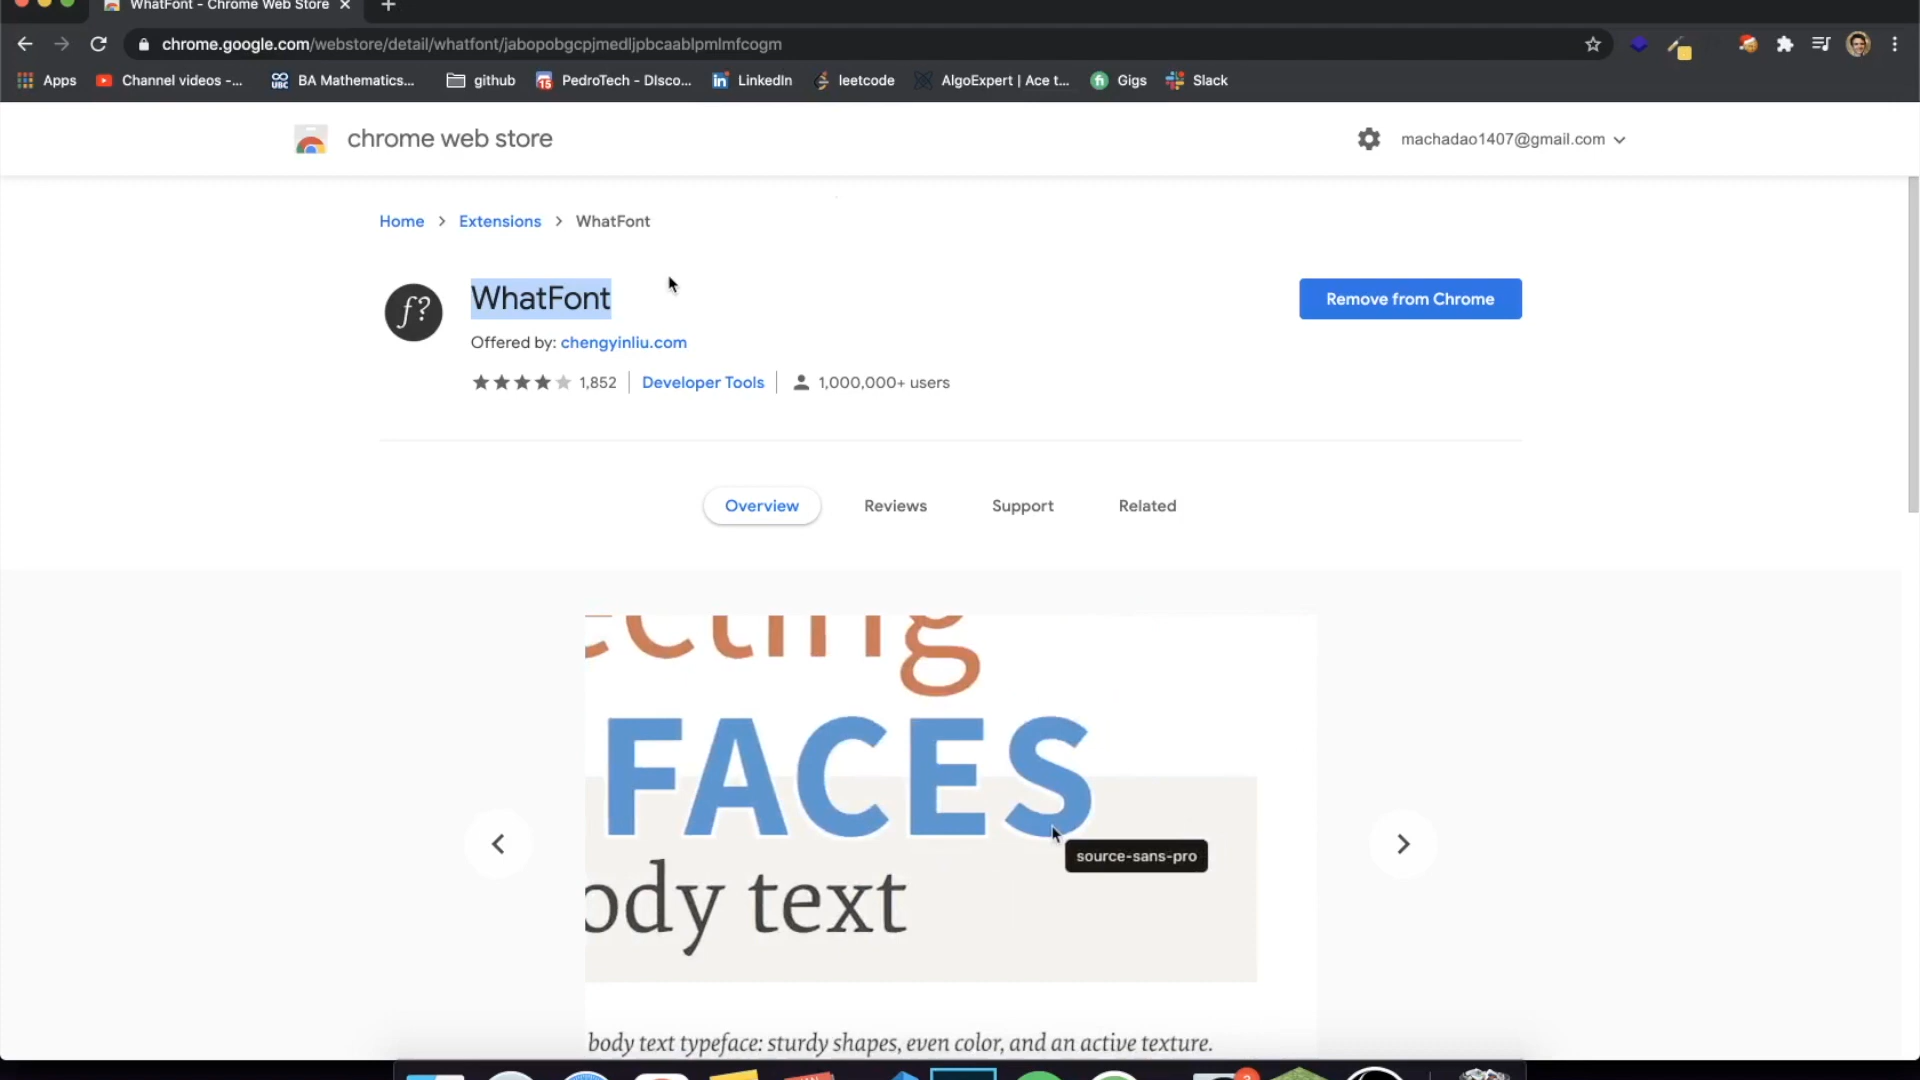 WhatFont - Chrome Web Store
chrome.google.com/webstore/detail/whatfont/jabopobgcpjmedljpbcaablpmlmfcogm
Apps Channel videos -... BA Mathematics... github PedroTech - DIsco... LinkedIn leetcode AlgoExpert | Ace t... Gigs Slack
chrome web store
machadao1407@gmail.com
Home > Extensions > WhatFont
f?
WhatFont
Remove from Chrome
Offered by: chengyinliu.com
1,852 Developer Tools 1,000,000+ users
Overview Reviews Support Related
ecting
FACES
source-sans-pro
ody text
body text typeface: sturdy shapes, even color, and an active texture.